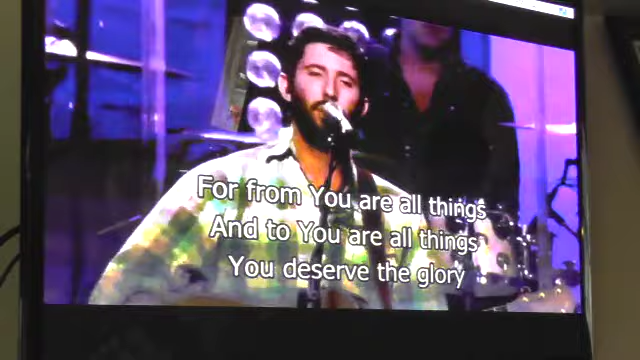 For from You are all things
And to You are all things
You deserve the glory